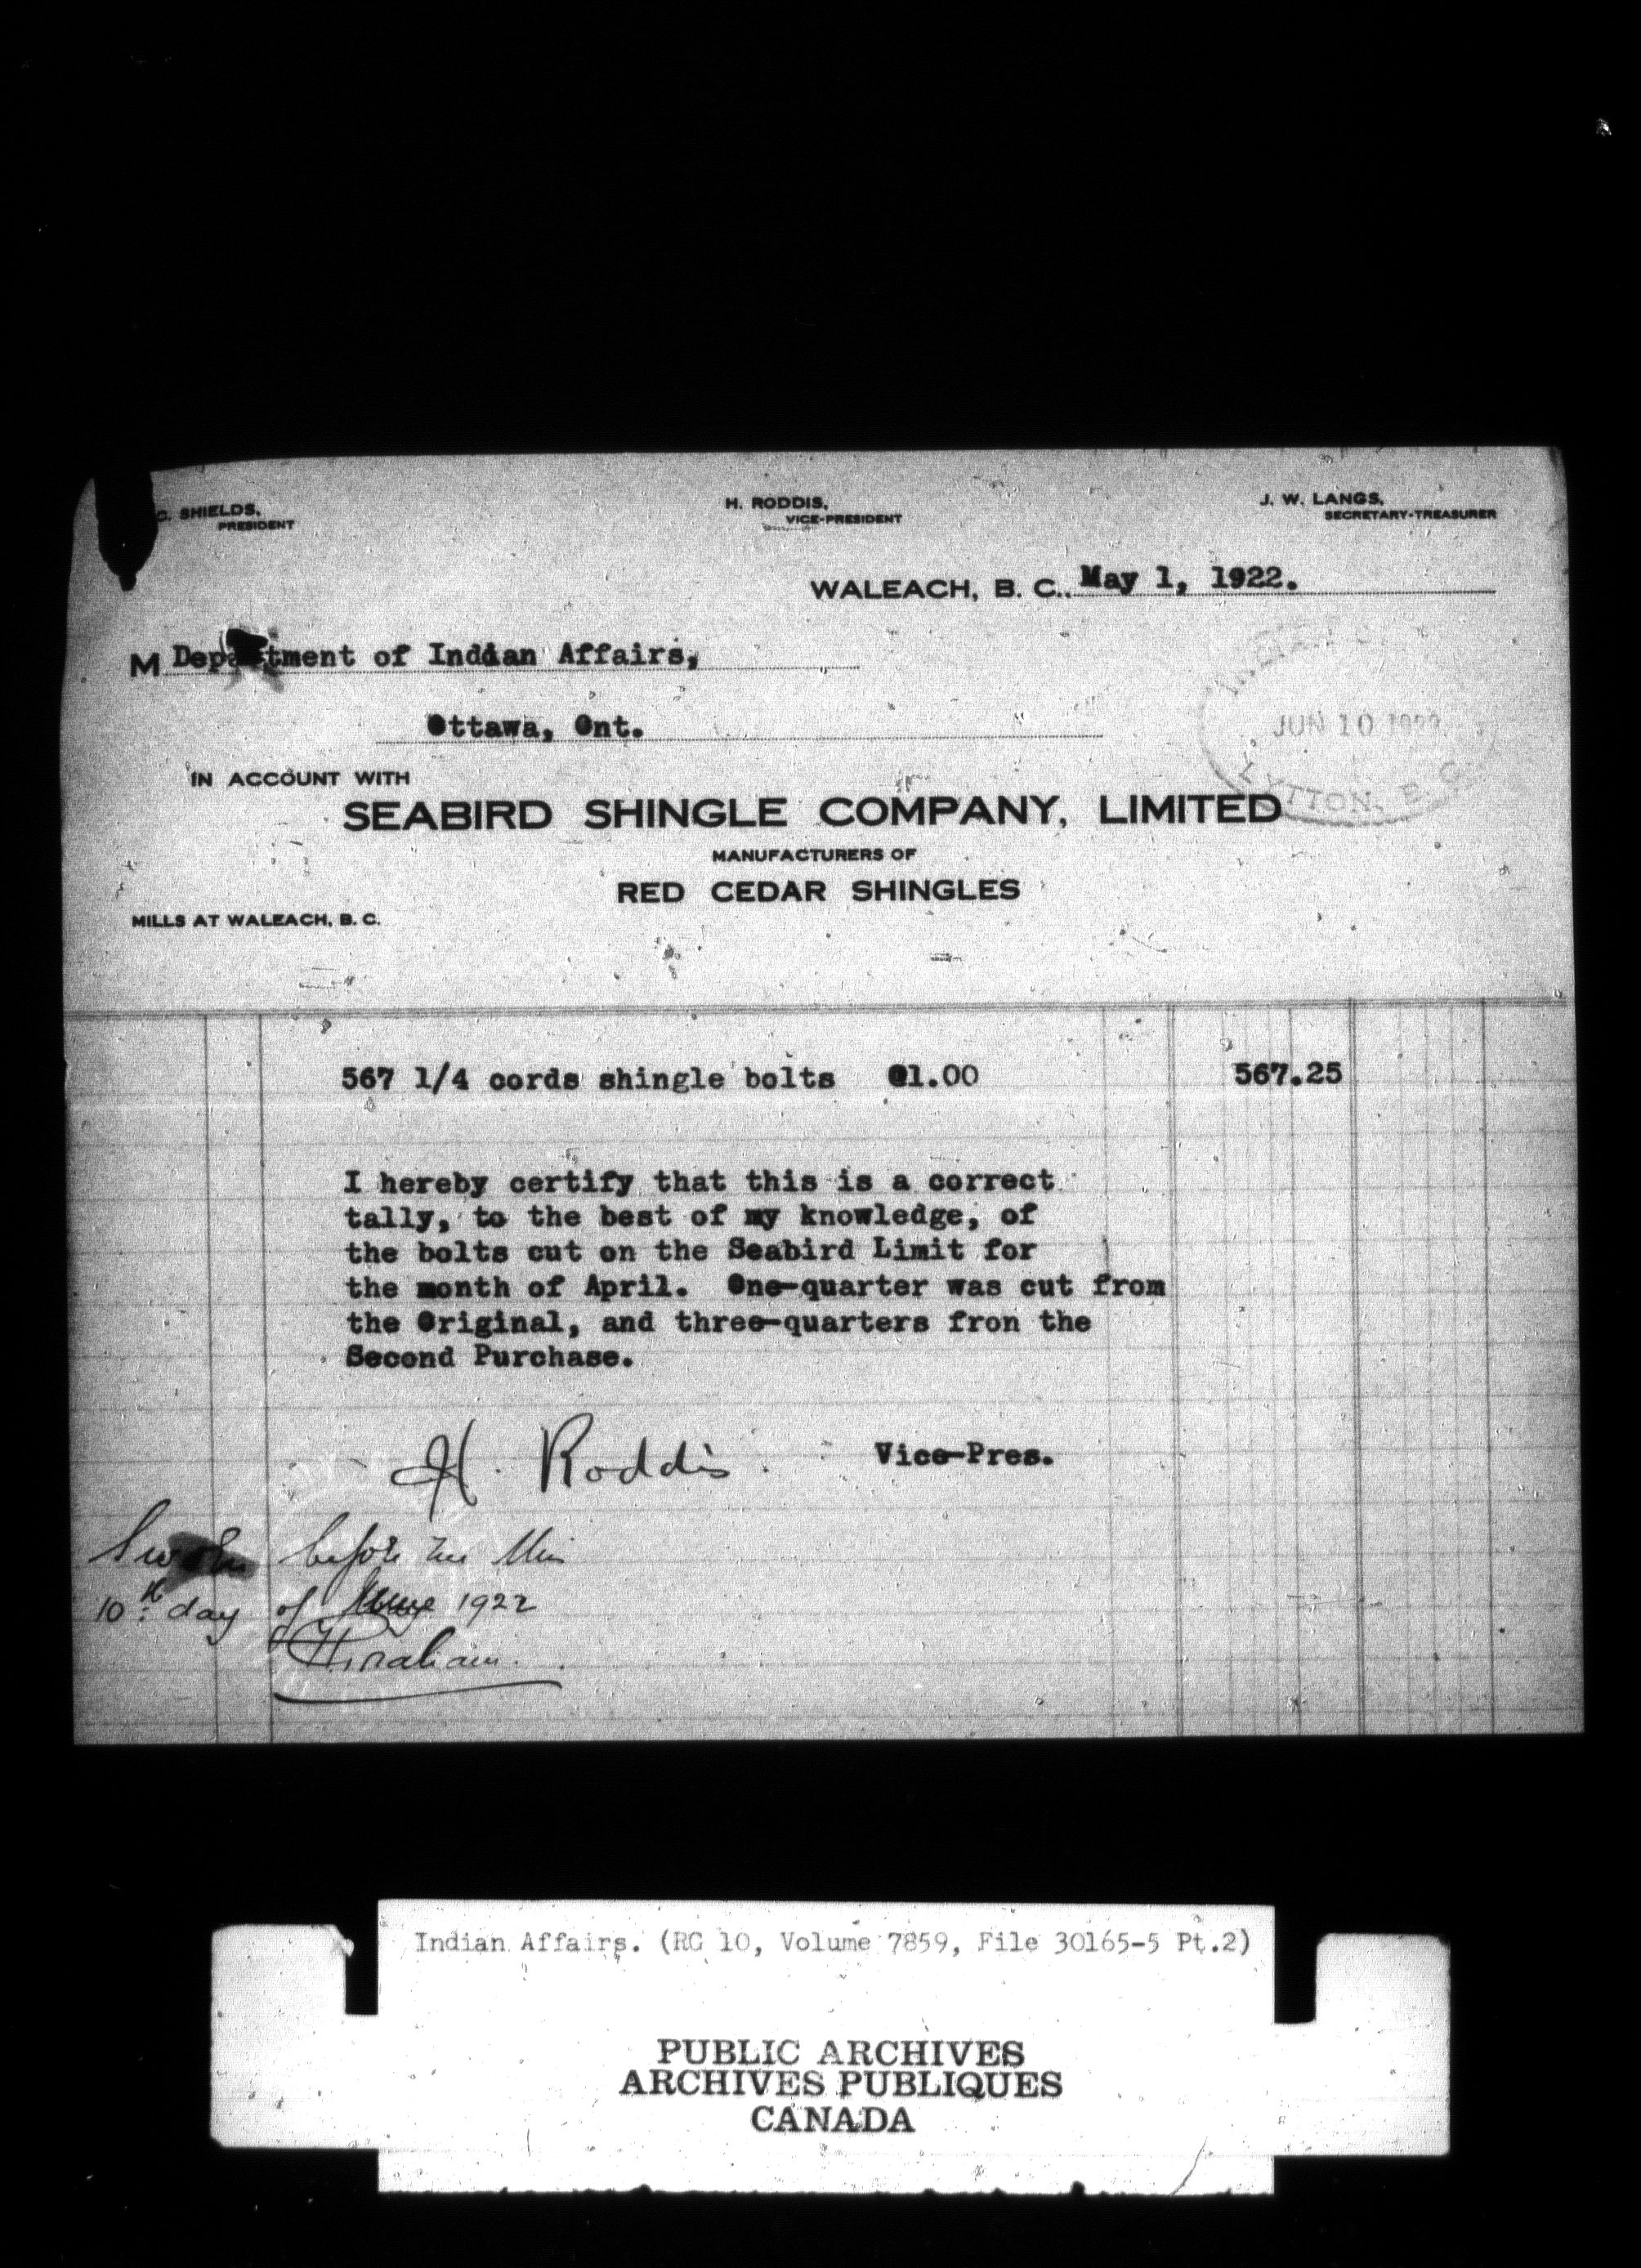 C. SHIELDS,
PRESIDENT
H. RODDIS,
VICE-PRESIDENT
J. W. LANGS,
SECRETARY-TREASURER
WALEACH, B. C., May 1, 1922.
M Department of Indian Affairs,
Ottawa, Ont.
JUN 10 1922
LYTTON, B. C.
IN ACCOUNT WITH
SEABIRD SHINGLE COMPANY, LIMITED
MANUFACTURERS OF
RED CEDAR SHINGLES
MILLS AT WALEACH, B. C.
567 1/4 cords shingle bolts @1.00 567.25
I hereby certify that this is a correct
tally, to the best of my knowledge, of
the bolts cut on the Seabird Limit for
the month of April. One-quarter was cut from
the Original, and three-quarters fron the
Second Purchase.
H. Roddis. Vice-Pres.
Sworn before me this
10th day of June 1922
Indian Affairs. (RG 10, Volume 7859, File 30165-5 Pt.2)
PUBLIC ARCHIVES
ARCHIVES PUBLIQUES
CANADA